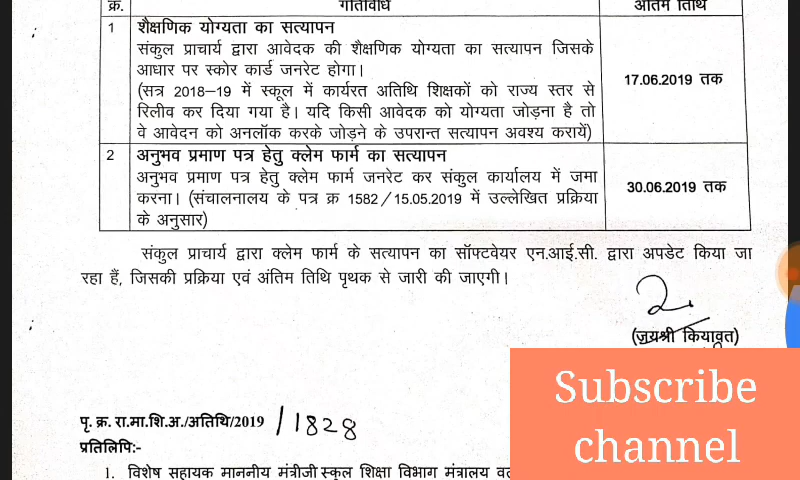 क्र. गतिविधि अंतिम तिथि
1 शैक्षणिक योग्यता का सत्यापन
संकुल प्राचार्य द्वारा आवेदक की शैक्षणिक योग्यता का सत्यापन जिसके
आधार पर स्कोर कार्ड जनरेट होगा।
17.06.2019 तक
(सत्र 2018–19 में स्कूल में कार्यरत अतिथि शिक्षकों को राज्य स्तर से
रिलीव कर दिया गया है। यदि किसी आवेदक को योग्यता जोड़ना है तो
वे आवेदन को अनलॉक करके जोड़ने के उपरान्त सत्यापन अवश्य करायें)
2 अनुभव प्रमाण पत्र हेतु क्लेम फार्म का सत्यापन
अनुभव प्रमाण पत्र हेतु क्लेम फार्म जनरेट कर संकुल कार्यालय में जमा
30.06.2019 तक
करना। (संचालनालय के पत्र क्र 1582/15.05.2019 में उल्लेखित प्रक्रिया
के अनुसार)
संकुल प्राचार्य द्वारा क्लेम फार्म के सत्यापन का सॉफ्टवेयर एन.आई.सी. द्वारा अपडेट किया जा
रहा हैं, जिसकी प्रक्रिया एवं अंतिम तिथि पृथक से जारी की जाएगी।
(जयश्री कियावत)
पृ. क्र. रा.मा.शि.अ./अतिथि/2019 /1828
प्रतिलिपि:-
1. विशेष सहायक माननीय मंत्रीजी स्कूल शिक्षा विभाग मंत्रालय
Subscribe
channel